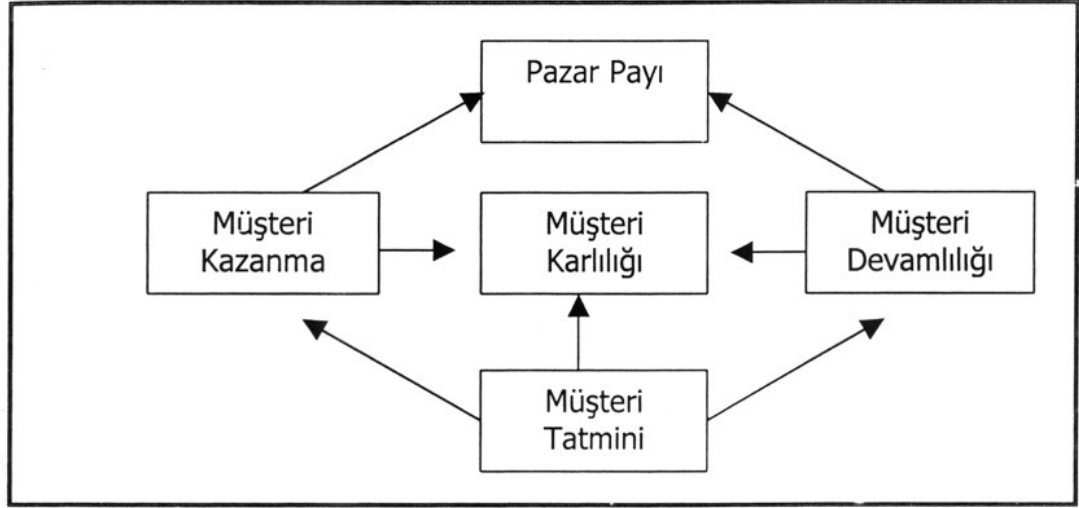 Pazar Payı
Müşteri
Kazanma
Müşteri
Karlılığı
Müşteri
Devamlılığı
Müşteri
Tatmini